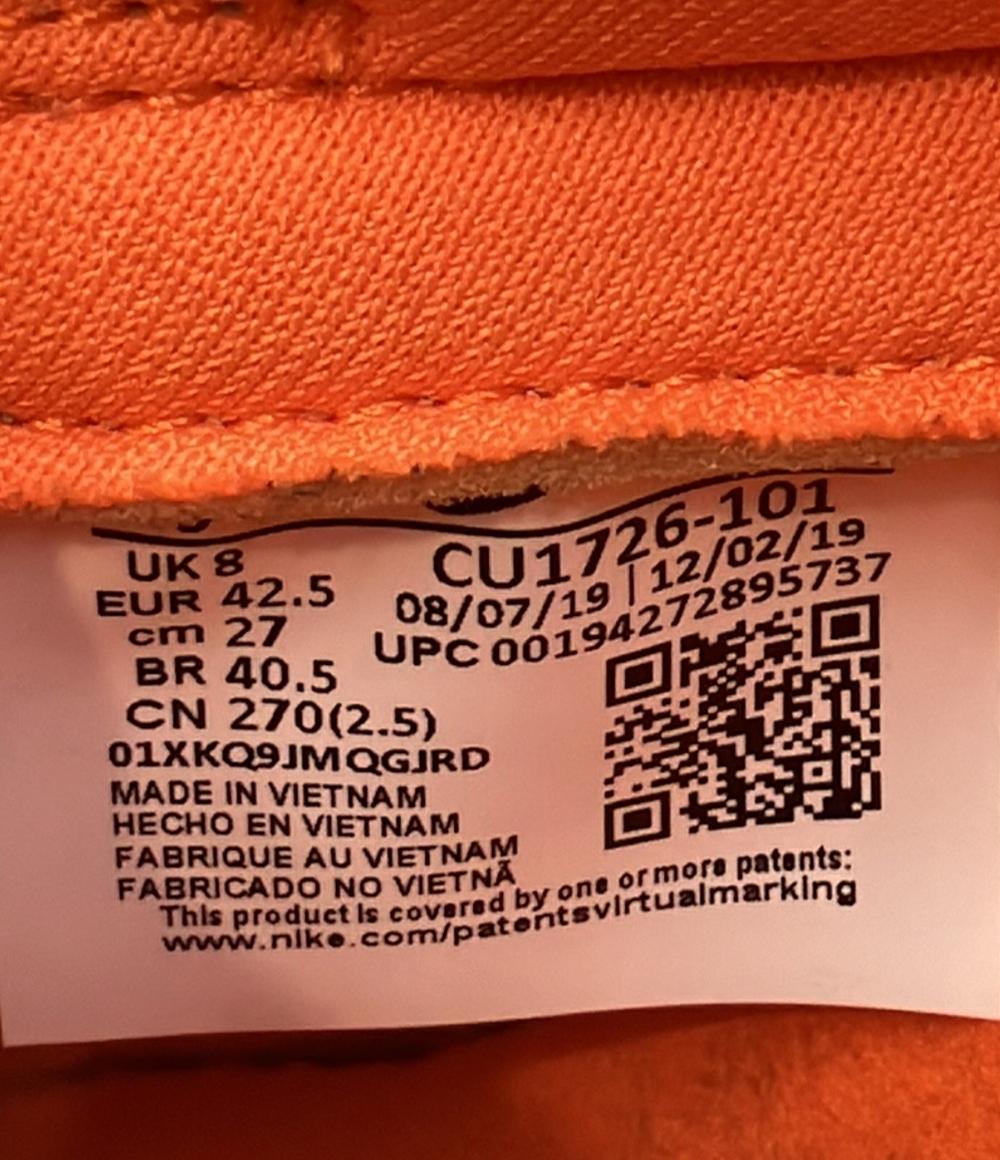 UK 8
EUR 42.5
cm 27
BR 40.5
CN 270(2.5)
01XKQ9JMQGJRD
CU1726-101
08/07/19 | 12/02/19
UPC 00194272895737
MADE IN VIETNAM
HECHO EN VIETNAM
FABRIQUE AU VIETNAM
FABRICADO NO VIETNÃ
This product is covered by one or more patents:
www.nike.com/patentsvirtualmarking